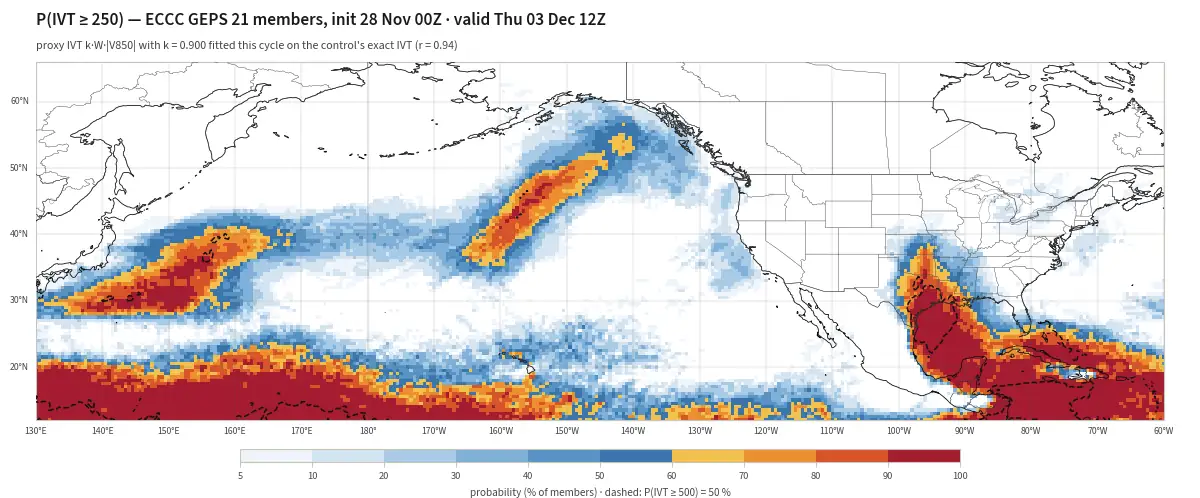 P(IVT ≥ 250) — ECCC GEPS 21 members, init 28 Nov 00Z · valid Thu 03 Dec 12Z
proxy IVT k·W·|V850| with k = 0.900 fitted this cycle on the control's exact IVT (r = 0.94)
60°N
50°N
40°N
30°N
20°N
130°E 140°E 150°E 160°E 170°E 180° 170°W 160°W 150°W 140°W 130°W 120°W 110°W 100°W 90°W 80°W 70°W 60°W
5 10 20 30 40 50 60 70 80 90 100
probability (% of members) · dashed: P(IVT ≥ 500) = 50 %